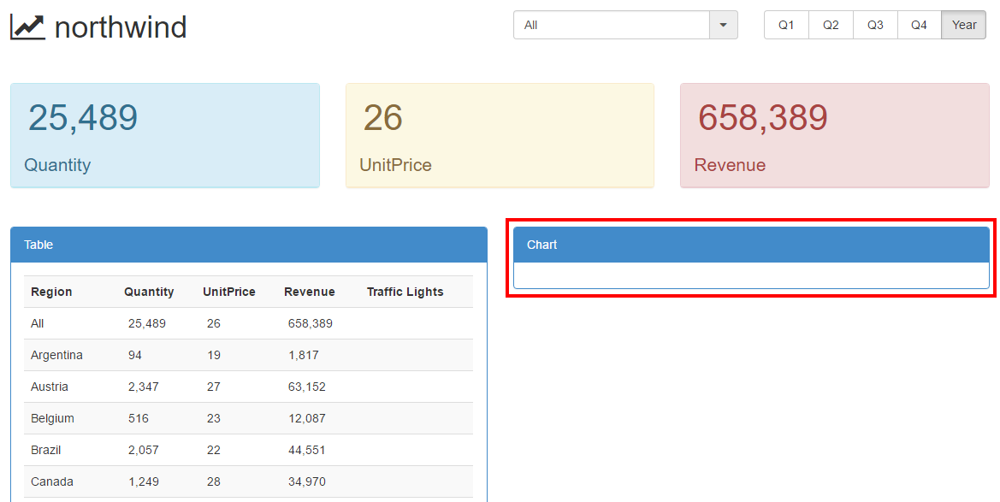 northwind
All
Q1 Q2 Q3 Q4 Year
25,489
Quantity
26
UnitPrice
658,389
Revenue
Table
Region Quantity UnitPrice Revenue Traffic Lights
All 25,489 26 658,389
Argentina 94 19 1,817
Austria 2,347 27 63,152
Belgium 516 23 12,087
Brazil 2,057 22 44,551
Canada 1,249 28 34,970
Chart